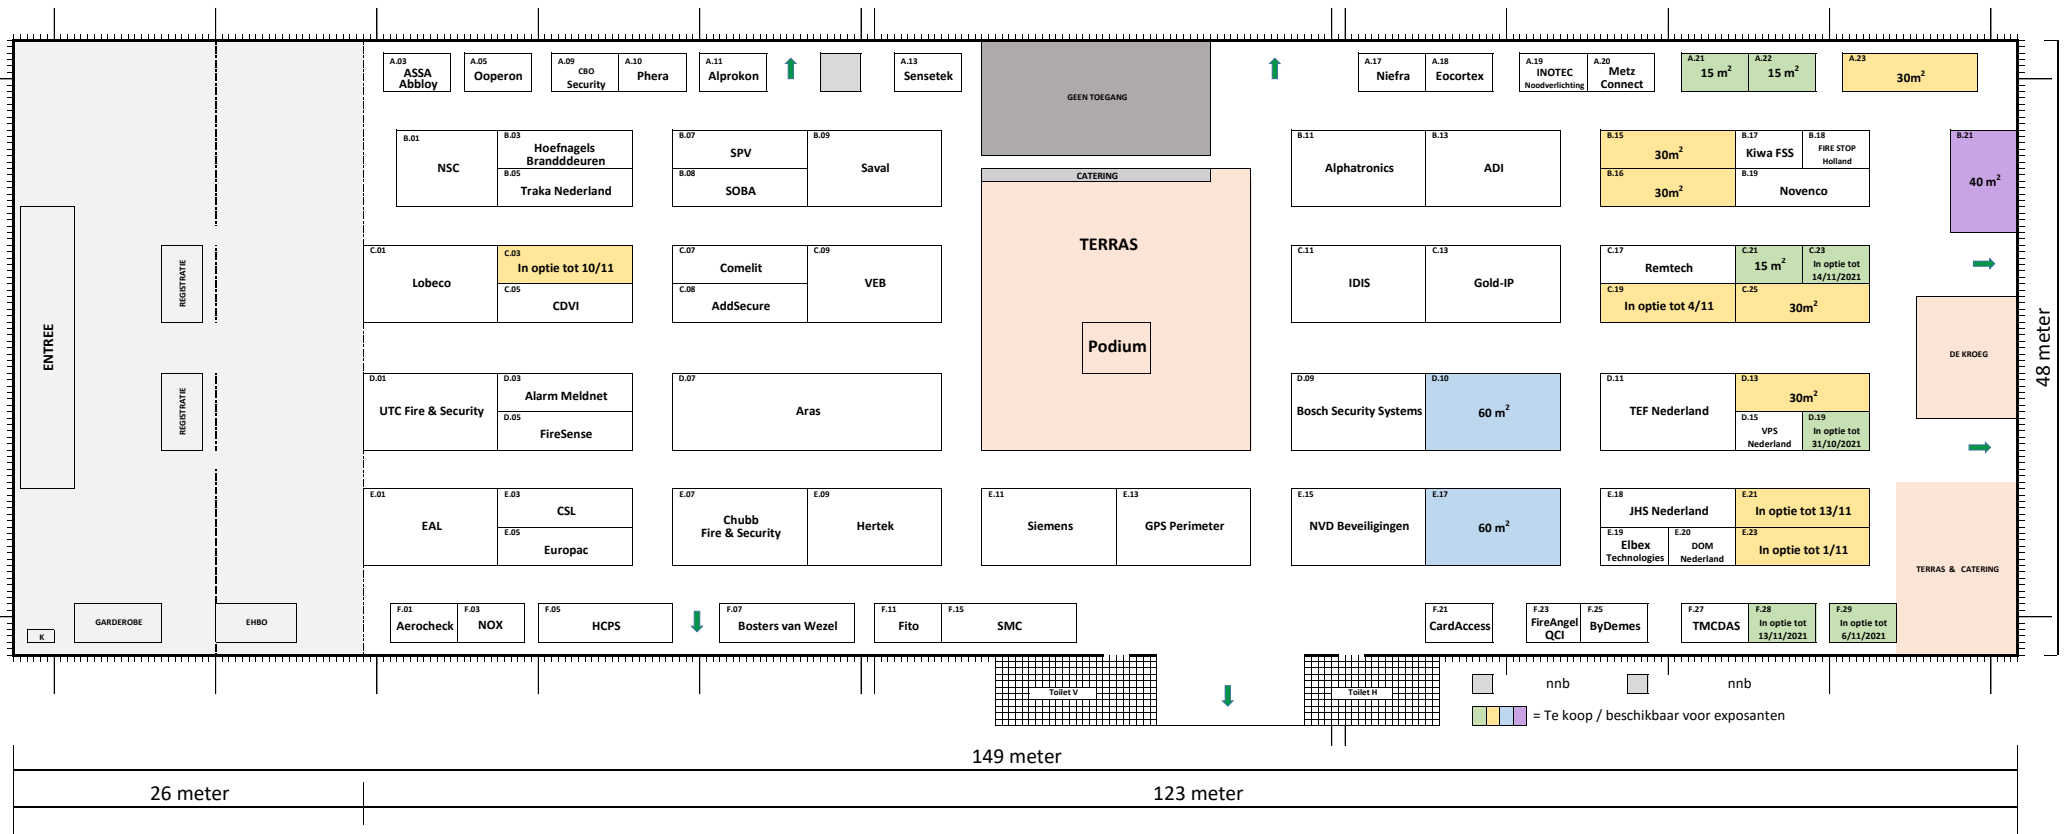 A.03
ASSA
Abbloy
A.05
Ooperon
A.09
CBO
Security
A.10
Phera
A.11
Alprokon
A.13
Sensetek
GEEN TOEGANG
A.17
Niefra
A.18
Eocortex
A.19
INOTEC
Noodverlichting
A.20
Metz
Connect
A.21
15 m²
A.22
15 m²
A.23
30m²
B.01
NSC
B.03
Hoefnagels
Brandddeuren
B.05
Traka Nederland
B.07
SPV
B.08
SOBA
B.09
Saval
CATERING
TERRAS
Podium
B.11
Alphatronics
B.13
ADI
B.15
30m²
B.16
30m²
B.17
Kiwa FSS
B.18
FIRE STOP
Holland
B.19
Novenco
B.21
40 m²
ENTREE
REGISTRATIE
REGISTRATIE
C.01
Lobeco
C.03
In optie tot 10/11
C.05
CDVI
C.07
Comelit
C.08
AddSecure
C.09
VEB
C.11
IDIS
C.13
Gold-IP
C.17
Remtech
C.19
In optie tot 4/11
C.21
15 m²
C.23
In optie tot
14/11/2021
C.25
30m²
DE KROEG
48 meter
D.01
UTC Fire & Security
D.03
Alarm Meldnet
D.05
FireSense
D.07
Aras
D.09
Bosch Security Systems
D.10
60 m²
D.11
TEF Nederland
D.13
30m²
D.15
VPS
Nederland
D.19
In optie tot
31/10/2021
E.01
EAL
E.03
CSL
E.05
Europac
E.07
Chubb
Fire & Security
E.09
Hertek
E.11
Siemens
E.13
GPS Perimeter
E.15
NVD Beveiligingen
E.17
60 m²
E.18
JHS Nederland
E.19
Elbex
Technologies
E.20
DOM
Nederland
E.21
In optie tot 13/11
E.23
In optie tot 1/11
TERRAS & CATERING
K
GARDEROBE
EHBO
F.01
Aerocheck
F.03
NOX
F.05
HCPS
F.07
Bosters van Wezel
F.11
Fito
F.15
SMC
F.21
CardAccess
F.23
FireAngel
QCI
F.25
ByDemes
F.27
TMCDAS
F.28
In optie tot
13/11/2021
F.29
In optie tot
6/11/2021
Toilet V
Toilet H
nnb
nnb
= Te koop / beschikbaar voor exposanten
149 meter
26 meter
123 meter